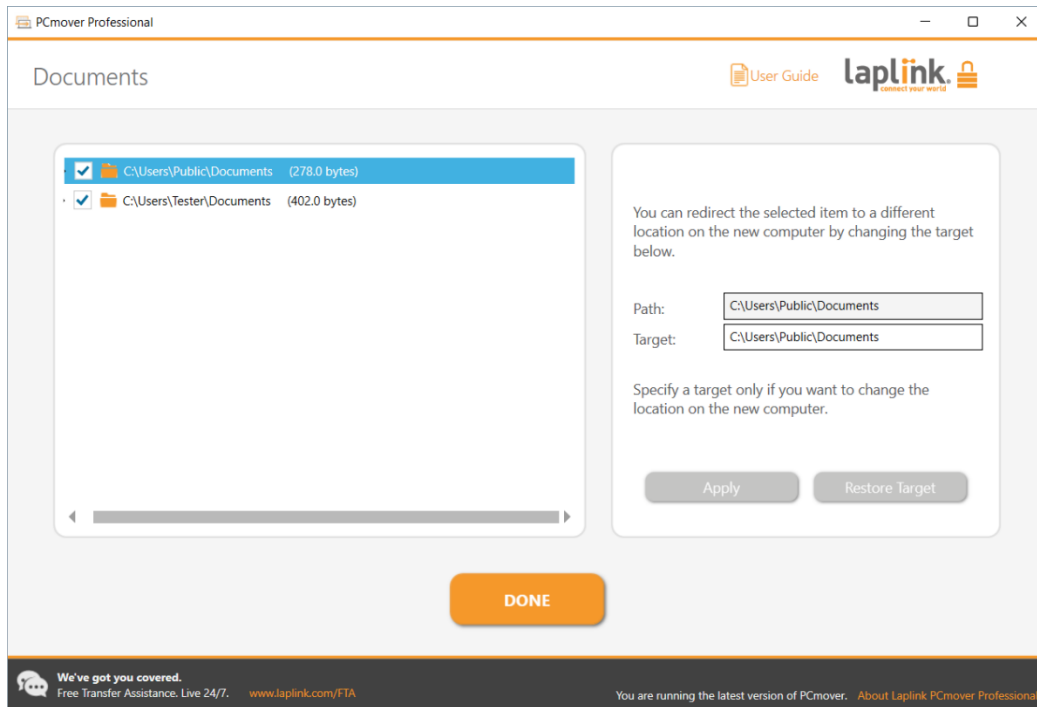 PCmover Professional
Documents
User Guide
laplink.
connect your world
C:\Users\Public\Documents (278.0 bytes)
C:\Users\Tester\Documents (402.0 bytes)
You can redirect the selected item to a different
location on the new computer by changing the target
below.
Path: C:\Users\Public\Documents
Target: C:\Users\Public\Documents
Specify a target only if you want to change the
location on the new computer.
Apply Restore Target
DONE
We've got you covered.
Free Transfer Assistance. Live 24/7. www.laplink.com/FTA
You are running the latest version of PCmover. About Laplink PCmover Professional